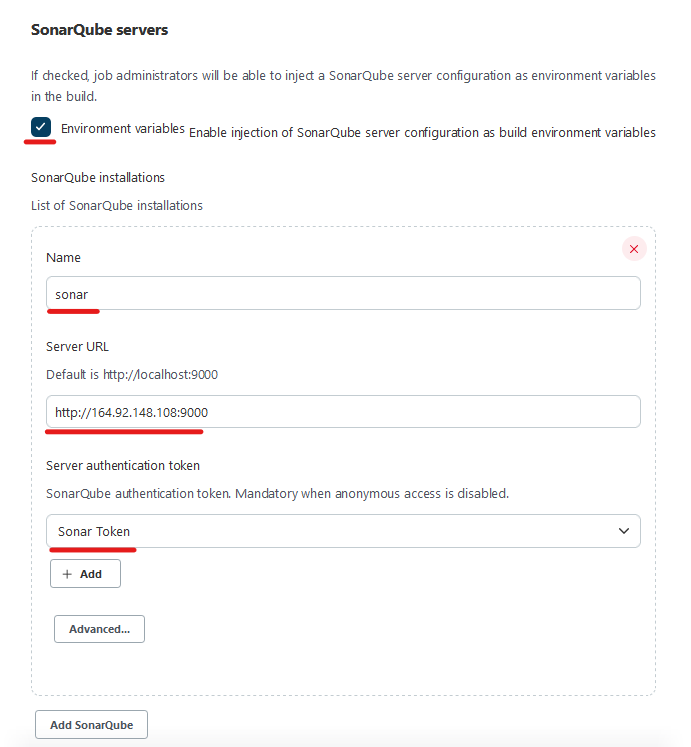 SonarQube servers
If checked, job administrators will be able to inject a SonarQube server configuration as environment variables
in the build.
Environment variables Enable injection of SonarQube server configuration as build environment variables
SonarQube installations
List of SonarQube installations
Name
sonar
Server URL
Default is http://localhost:9000
http://164.92.148.108:9000
Server authentication token
SonarQube authentication token. Mandatory when anonymous access is disabled.
Sonar Token
+ Add
Advanced...
Add SonarQube